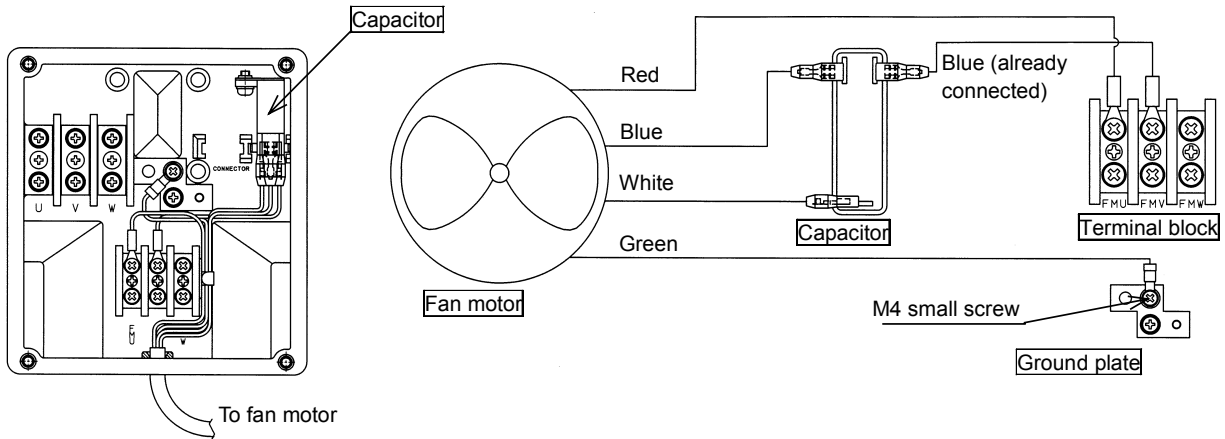 Capacitor
CONNECTOR
U V W
To fan motor
Red
Blue
White
Green
Fan motor
Capacitor
Blue (already
connected)
FMU FMV FMW
Terminal block
M4 small screw
Ground plate
FMU
W